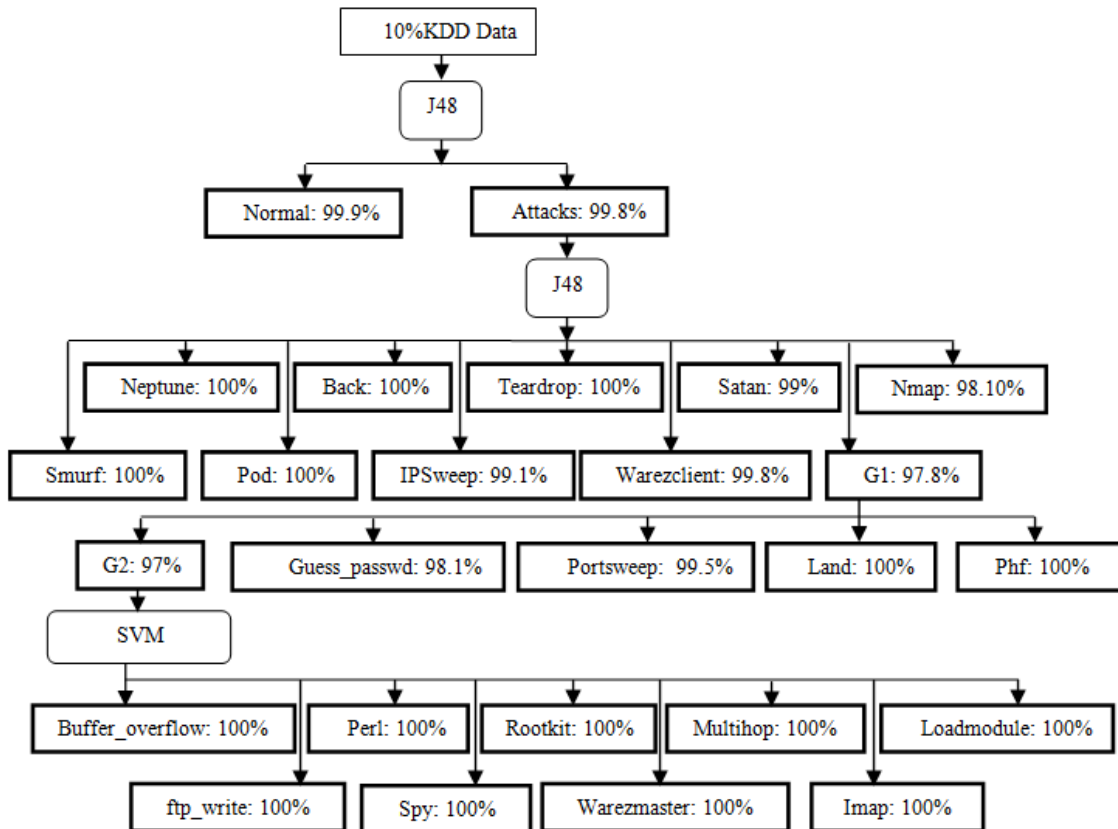 10%KDD Data
J48
Normal: 99.9%
Attacks: 99.8%
J48
Neptune: 100%
Back: 100%
Teardrop: 100%
Satan: 99%
Nmap: 98.10%
Smurf: 100%
Pod: 100%
IPSweep: 99.1%
Warezclient: 99.8%
G1: 97.8%
G2: 97%
Guess_passwd: 98.1%
Portsweep: 99.5%
Land: 100%
Phf: 100%
SVM
Buffer_overflow: 100%
Perl: 100%
Rootkit: 100%
Multihop: 100%
Loadmodule: 100%
ftp_write: 100%
Spy: 100%
Warezmaster: 100%
Imap: 100%